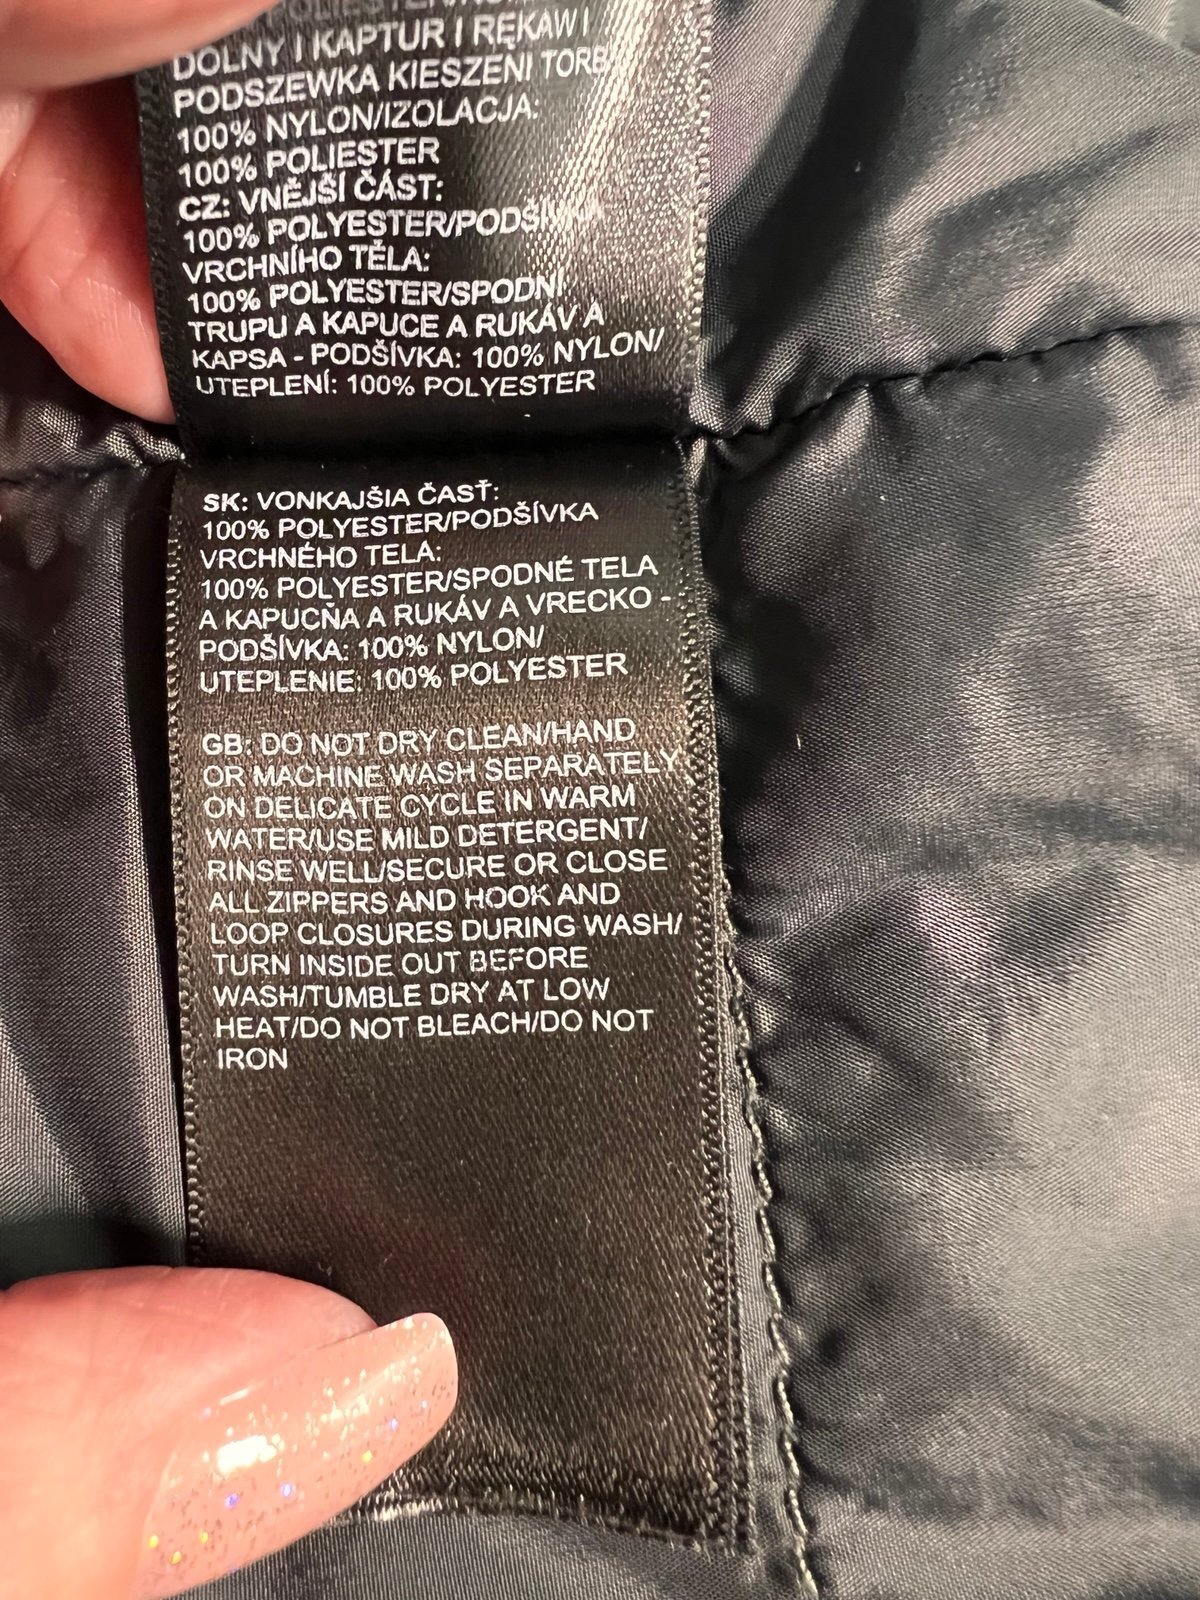 DOLNY I KAPTUR I RĘKAW I
PODSZEWKA KIESZENI
100% NYLON/IZOLACJA:
100% POLIESTER
CZ: VNĚJŠÍ ČÁST:
100% POLYESTER/PODŠÍVKA
VRCHNÍHO TĚLA:
100% POLYESTER/SPODNÍ
TRUPU A KAPUCE A RUKÁV A
KAPSA - PODŠÍVKA: 100% NYLON/
UTEPLENÍ: 100% POLYESTER
SK: VONKAJŠIA ČASŤ:
100% POLYESTER/PODŠÍVKA
VRCHNÉHO TELA:
100% POLYESTER/SPODNÉ TELA
A KAPUCŇA A RUKÁV A VRECKO -
PODŠÍVKA: 100% NYLON/
UTEPLENIE: 100% POLYESTER
GB: DO NOT DRY CLEAN/HAND
OR MACHINE WASH SEPARATELY
ON DELICATE CYCLE IN WARM
WATER/USE MILD DETERGENT/
RINSE WELL/SECURE OR CLOSE
ALL ZIPPERS AND HOOK AND
LOOP CLOSURES DURING WASH/
TURN INSIDE OUT BEFORE
WASH/TUMBLE DRY AT LOW
HEAT/DO NOT BLEACH/DO NOT
IRON